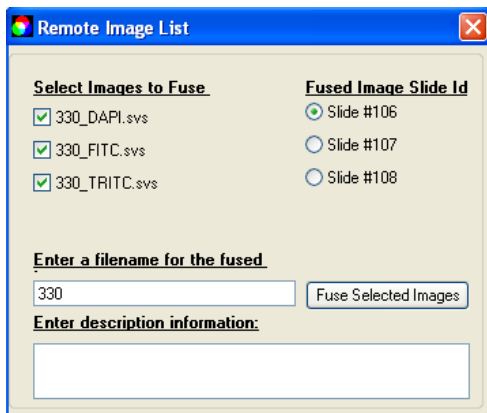 Remote Image List
Select Images to Fuse
Fused Image Slide Id
330_DAPI.svs
Slide #106
330_FITC.svs
Slide #107
330_TRITC.svs
Slide #108
Enter a filename for the fused
330
Fuse Selected Images
Enter description information: